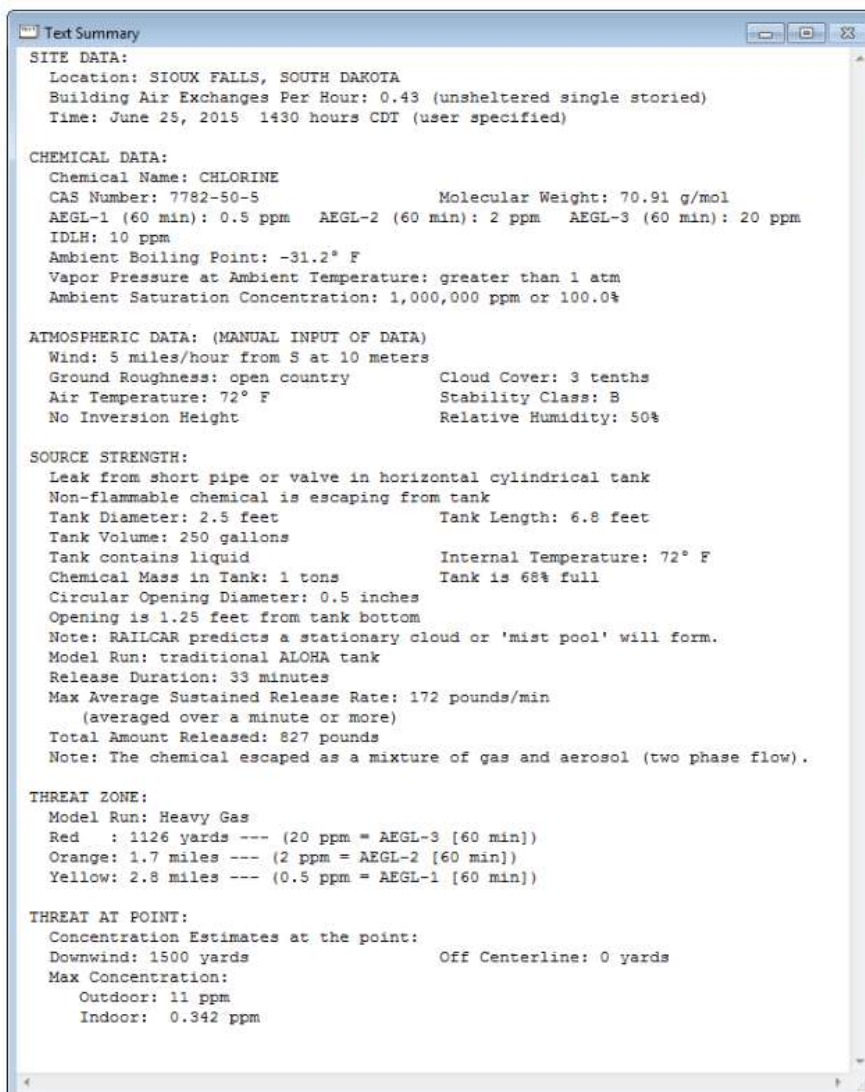 Text Summary
SITE DATA:
Location: SIOUX FALLS, SOUTH DAKOTA
Building Air Exchanges Per Hour: 0.43 (unsheltered single storied)
Time: June 25, 2015 1430 hours CDT (user specified)
CHEMICAL DATA:
Chemical Name: CHLORINE
CAS Number: 7782-50-5 Molecular Weight: 70.91 g/mol
AEGL-1 (60 min): 0.5 ppm AEGL-2 (60 min): 2 ppm AEGL-3 (60 min): 20 ppm
IDLH: 10 ppm
Ambient Boiling Point: -31.2° F
Vapor Pressure at Ambient Temperature: greater than 1 atm
Ambient Saturation Concentration: 1,000,000 ppm or 100.0%
ATMOSPHERIC DATA: (MANUAL INPUT OF DATA)
Wind: 5 miles/hour from S at 10 meters
Ground Roughness: open country Cloud Cover: 3 tenths
Air Temperature: 72° F Stability Class: B
No Inversion Height Relative Humidity: 50%
SOURCE STRENGTH:
Leak from short pipe or valve in horizontal cylindrical tank
Non-flammable chemical is escaping from tank
Tank Diameter: 2.5 feet Tank Length: 6.8 feet
Tank Volume: 250 gallons
Tank contains liquid Internal Temperature: 72° F
Chemical Mass in Tank: 1 tons Tank is 68% full
Circular Opening Diameter: 0.5 inches
Opening is 1.25 feet from tank bottom
Note: RAILCAR predicts a stationary cloud or 'mist pool' will form.
Model Run: traditional ALOHA tank
Release Duration: 33 minutes
Max Average Sustained Release Rate: 172 pounds/min
(averaged over a minute or more)
Total Amount Released: 827 pounds
Note: The chemical escaped as a mixture of gas and aerosol (two phase flow).
THREAT ZONE:
Model Run: Heavy Gas
Red : 1126 yards --- (20 ppm = AEGL-3 [60 min])
Orange: 1.7 miles --- (2 ppm = AEGL-2 [60 min])
Yellow: 2.8 miles --- (0.5 ppm = AEGL-1 [60 min])
THREAT AT POINT:
Concentration Estimates at the point:
Downwind: 1500 yards Off Centerline: 0 yards
Max Concentration:
Outdoor: 11 ppm
Indoor: 0.342 ppm